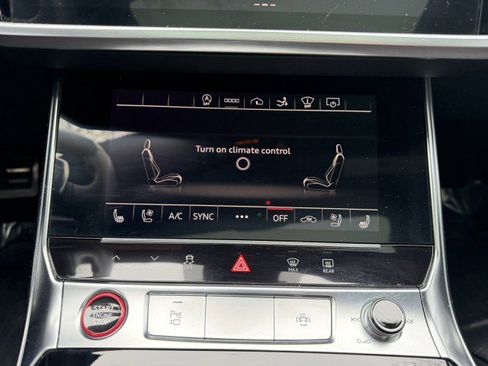 Turn on climate control
A/C SYNC ••• OFF
MAX REAR
START
ENGINE
STOP